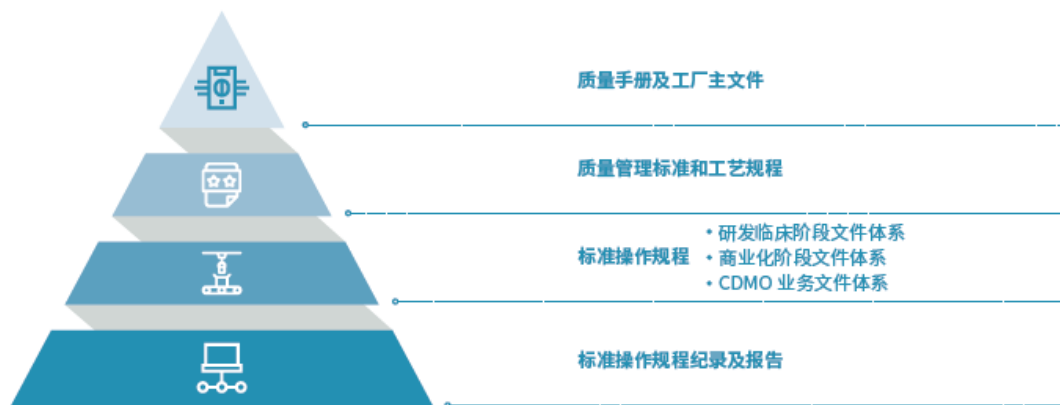 质量手册及工厂主文件
质量管理标准和工艺规程
标准操作规程
• 研发临床阶段文件体系
• 商业化阶段文件体系
• CDMO 业务文件体系
标准操作规程纪录及报告